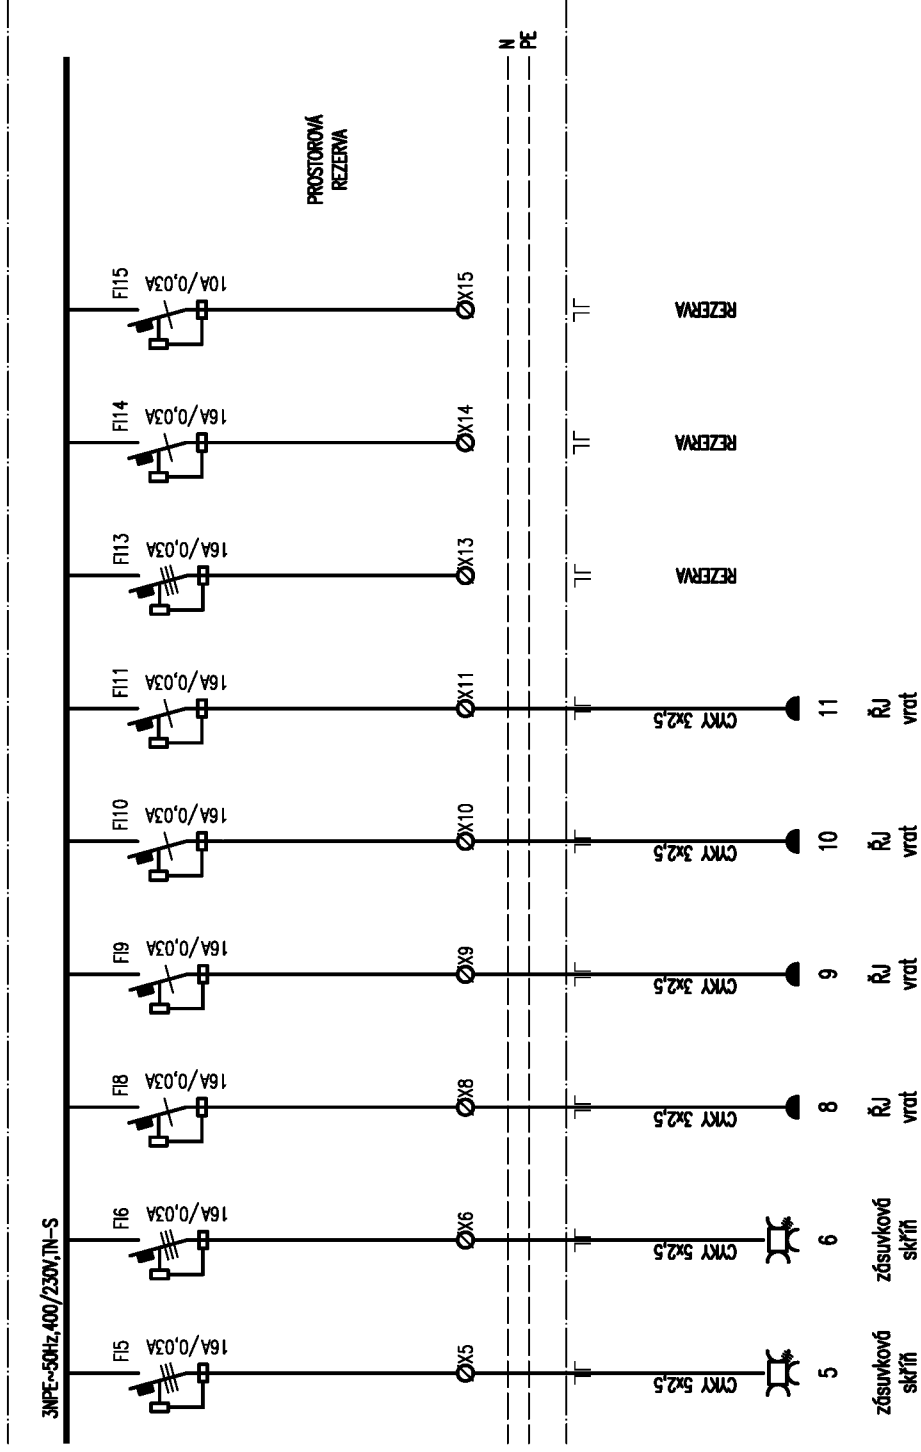 3NPE~50Hz,400/230V,TN-S
FI5
16A/0,03A
X5
CYKY 5x2,5
5
zásuvková
skříň
FI6
16A/0,03A
X6
CYKY 5x2,5
6
zásuvková
skříň
FI8
16A/0,03A
X8
CYKY 3x2,5
8
ŘJ
vrat
FI9
16A/0,03A
X9
CYKY 3x2,5
9
ŘJ
vrat
FI10
16A/0,03A
X10
CYKY 3x2,5
10
ŘJ
vrat
FI11
16A/0,03A
X11
CYKY 3x2,5
11
ŘJ
vrat
FI13
16A/0,03A
X13
REZERVA
FI14
16A/0,03A
X14
REZERVA
FI15
10A/0,03A
X15
REZERVA
PROSTOROVÁ
REZERVA
N
PE